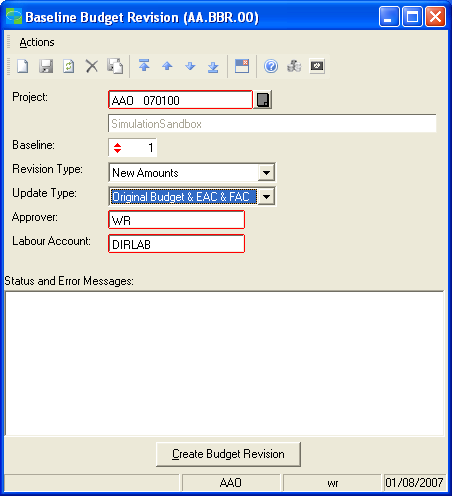 Baseline Budget Revision (AA.BBR.00)
Actions
Project: AAO 070100
SimulationSandbox
Baseline: 1
Revision Type: New Amounts
Update Type: Original Budget & EAC & FAC
Approver: WR
Labour Account: DIRLAB
Status and Error Messages:
Create Budget Revision
AAO wr 01/08/2007